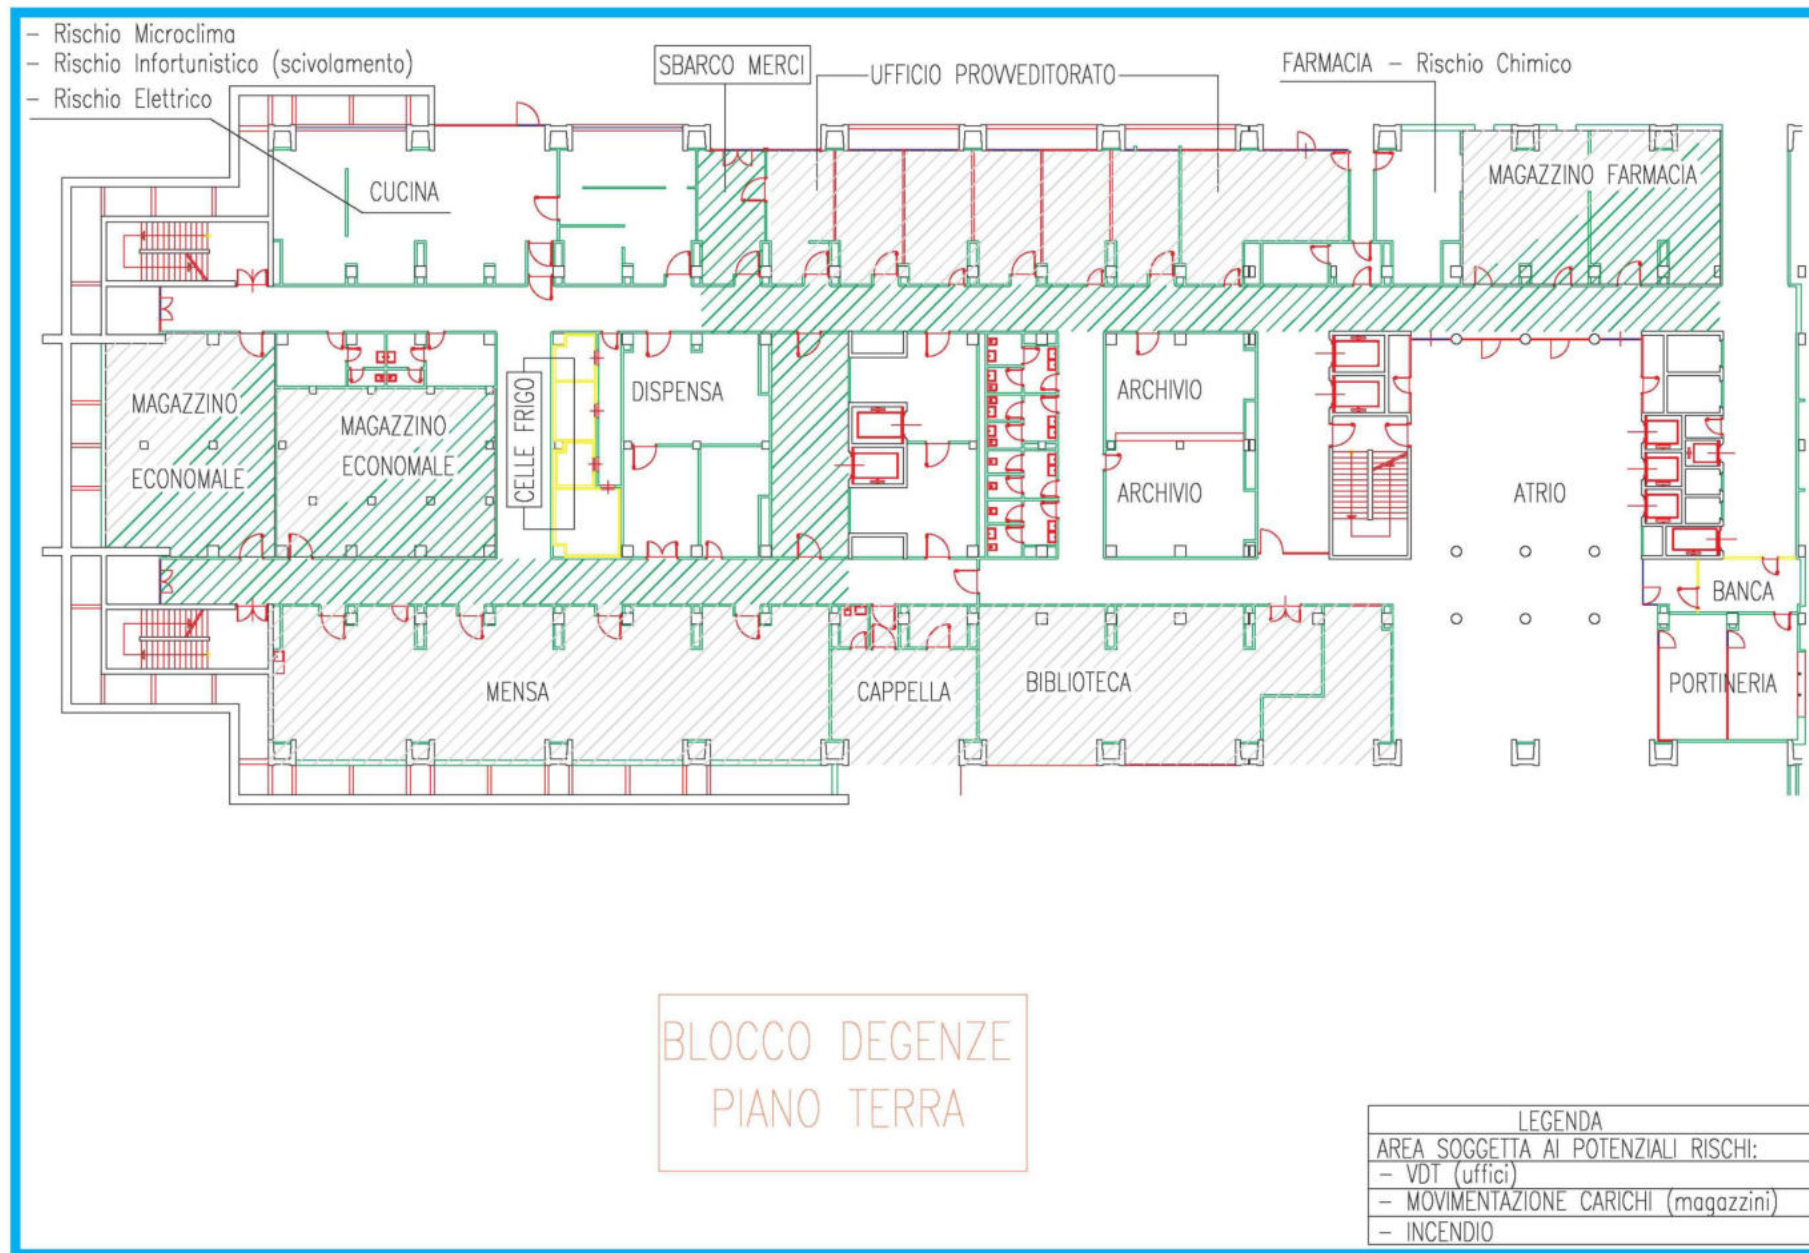 - Rischio Microclima
- Rischio Infortunistico (scivolamento)
- Rischio Elettrico
SBARCO MERCI
UFFICIO PROVVEDITORATO
FARMACIA - Rischio Chimico
CUCINA
MAGAZZINO FARMACIA
MAGAZZINO
ECONOMALE
MAGAZZINO
ECONOMALE
CELLE FRIGO
DISPENSA
ARCHIVIO
ARCHIVIO
ATRIO
BANCA
MENSA
CAPPELLA
BIBLIOTECA
PORTINERIA
BLOCCO DEGENZE
PIANO TERRA
LEGENDA
AREA SOGGETTA AI POTENZIALI RISCHI:
- VDT (uffici)
- MOVIMENTAZIONE CARICHI (magazzini)
- INCENDIO